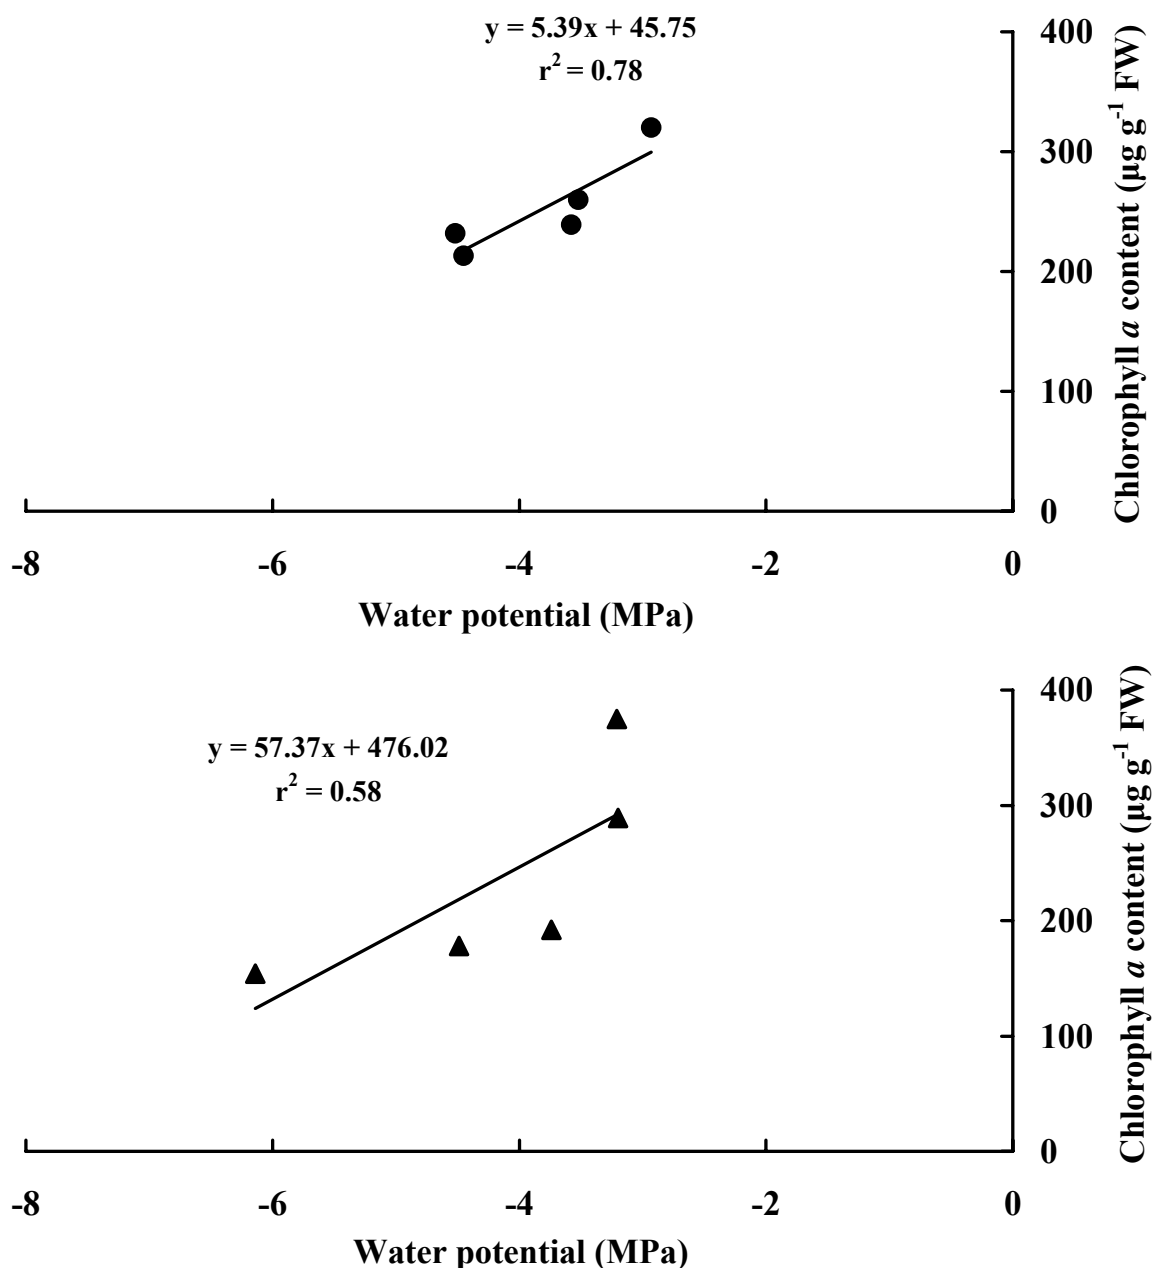 y = 5.39x + 45.75
r² = 0.78
400
300
200
100
0
Chlorophyll a content (µg g⁻¹ FW)
-8
-6
-4
-2
0
Water potential (MPa)
y = 57.37x + 476.02
r² = 0.58
400
300
200
100
0
Chlorophyll a content (µg g⁻¹ FW)
-8
-6
-4
-2
0
Water potential (MPa)